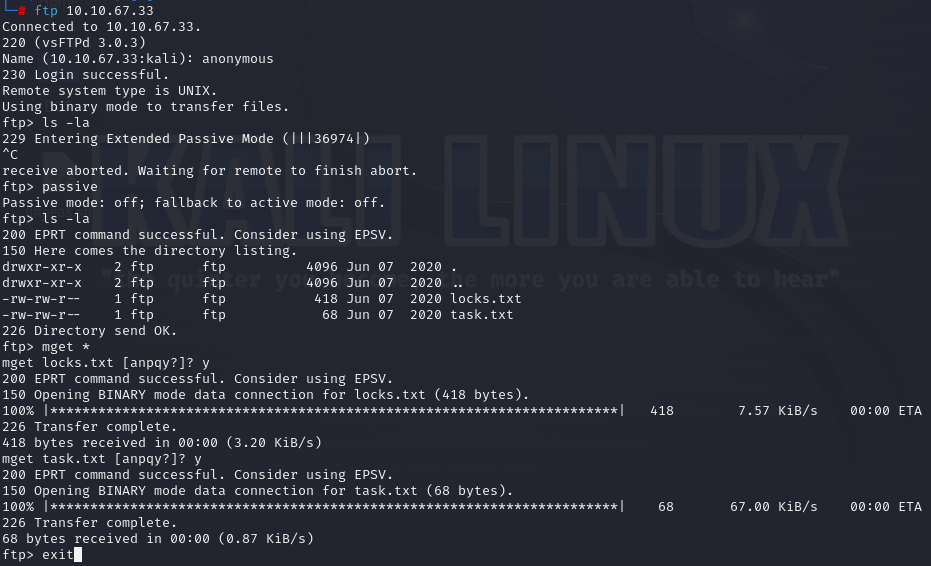 └─# ftp 10.10.67.33
Connected to 10.10.67.33.
220 (vsFTPd 3.0.3)
Name (10.10.67.33:kali): anonymous
230 Login successful.
Remote system type is UNIX.
Using binary mode to transfer files.
ftp> ls -la
229 Entering Extended Passive Mode (|||36974|)
^C
receive aborted. Waiting for remote to finish abort.
ftp> passive
Passive mode: off; fallback to active mode: off.
ftp> ls -la
200 EPRT command successful. Consider using EPSV.
150 Here comes the directory listing.
drwxr-xr-x    2 ftp      ftp          4096 Jun 07  2020 .
drwxr-xr-x    2 ftp      ftp          4096 Jun 07  2020 ..
-rw-rw-r--    1 ftp      ftp           418 Jun 07  2020 locks.txt
-rw-rw-r--    1 ftp      ftp            68 Jun 07  2020 task.txt
226 Directory send OK.
ftp> mget *
mget locks.txt [anpqy?]? y
200 EPRT command successful. Consider using EPSV.
150 Opening BINARY mode data connection for locks.txt (418 bytes).
100% |***********************************************************************|   418        7.57 KiB/s    00:00 ETA
226 Transfer complete.
418 bytes received in 00:00 (3.20 KiB/s)
mget task.txt [anpqy?]? y
200 EPRT command successful. Consider using EPSV.
150 Opening BINARY mode data connection for task.txt (68 bytes).
100% |***********************************************************************|    68       67.00 KiB/s    00:00 ETA
226 Transfer complete.
68 bytes received in 00:00 (0.87 KiB/s)
ftp> exit
KALI LINUX
the more you are able to hear"